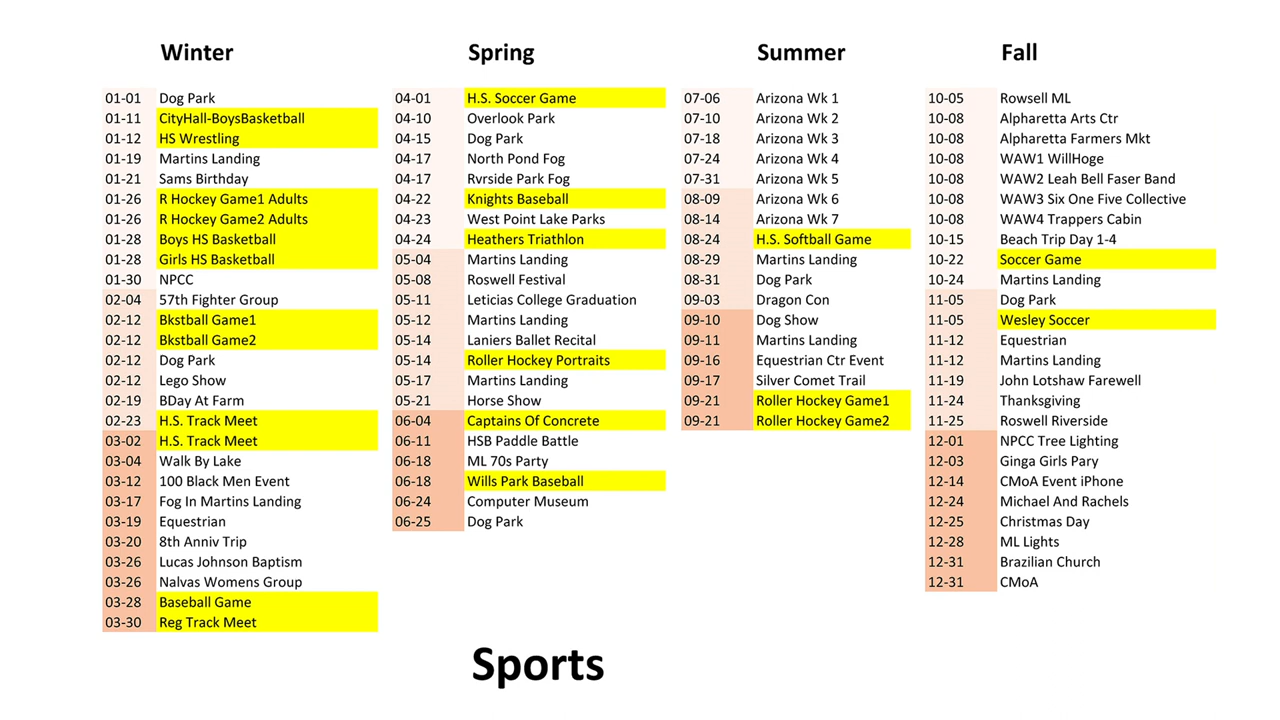 Winter
01-01 Dog Park
01-11 CityHall-BoysBasketball
01-12 HS Wrestling
01-19 Martins Landing
01-21 Sams Birthday
01-26 R Hockey Game1 Adults
01-26 R Hockey Game2 Adults
01-28 Boys HS Basketball
01-28 Girls HS Basketball
01-30 NPCC
02-04 57th Fighter Group
02-12 Bkstball Game1
02-12 Bkstball Game2
02-12 Dog Park
02-12 Lego Show
02-19 BDay At Farm
02-23 H.S. Track Meet
03-02 H.S. Track Meet
03-04 Walk By Lake
03-12 100 Black Men Event
03-17 Fog In Martins Landing
03-19 Equestrian
03-20 8th Anniv Trip
03-26 Lucas Johnson Baptism
03-26 Nalvas Womens Group
03-28 Baseball Game
03-30 Reg Track Meet
Spring
04-01 H.S. Soccer Game
04-10 Overlook Park
04-15 Dog Park
04-17 North Pond Fog
04-17 Rvrside Park Fog
04-22 Knights Baseball
04-23 West Point Lake Parks
04-24 Heathers Triathlon
05-04 Martins Landing
05-08 Roswell Festival
05-11 Leticias College Graduation
05-12 Martins Landing
05-14 Laniers Ballet Recital
05-14 Roller Hockey Portraits
05-17 Martins Landing
05-21 Horse Show
06-04 Captains Of Concrete
06-11 HSB Paddle Battle
06-18 ML 70s Party
06-18 Wills Park Baseball
06-24 Computer Museum
06-25 Dog Park
Summer
07-06 Arizona Wk 1
07-10 Arizona Wk 2
07-18 Arizona Wk 3
07-24 Arizona Wk 4
07-31 Arizona Wk 5
08-09 Arizona Wk 6
08-14 Arizona Wk 7
08-24 H.S. Softball Game
08-29 Martins Landing
08-31 Dog Park
09-03 Dragon Con
09-10 Dog Show
09-11 Martins Landing
09-16 Equestrian Ctr Event
09-17 Silver Comet Trail
09-21 Roller Hockey Game1
09-21 Roller Hockey Game2
Fall
10-05 Rowsell ML
10-08 Alpharetta Arts Ctr
10-08 Alpharetta Farmers Mkt
10-08 WAW1 WillHoge
10-08 WAW2 Leah Bell Faser Band
10-08 WAW3 Six One Five Collective
10-08 WAW4 Trappers Cabin
10-15 Beach Trip Day 1-4
10-22 Soccer Game
10-24 Martins Landing
11-05 Dog Park
11-05 Wesley Soccer
11-12 Equestrian
11-12 Martins Landing
11-19 John Lotshaw Farewell
11-24 Thanksgiving
11-25 Roswell Riverside
12-01 NPCC Tree Lighting
12-03 Ginga Girls Pary
12-14 CMoA Event iPhone
12-24 Michael And Rachels
12-25 Christmas Day
12-28 ML Lights
12-31 Brazilian Church
12-31 CMoA
Sports